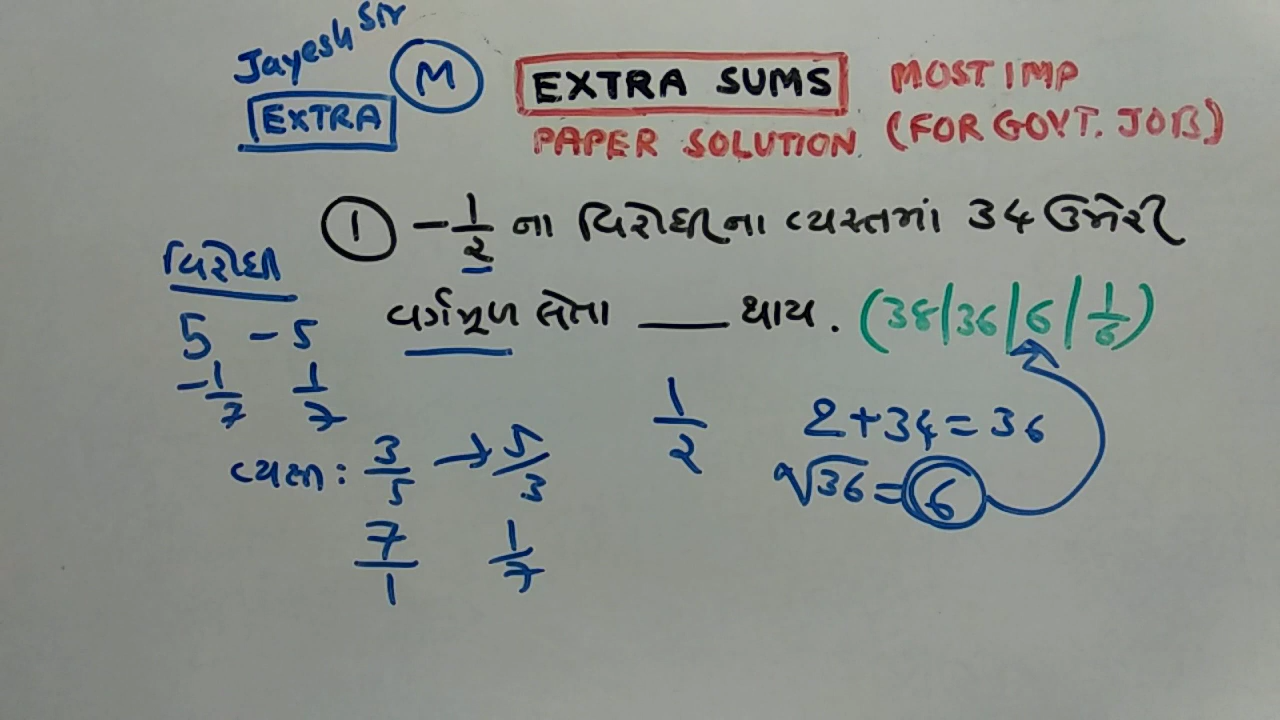 Jayesh Sir
EXTRA
M
EXTRA SUMS
PAPER SOLUTION
MOST IMP
(FOR GOVT. JOB)
① -1/2 ના વિરોધીના વ્યસ્તમાં 34 ઉમેરી
વર્ગમૂળ લેતા ___ થાય. (38/36/6/1/6)
વિરોધી
5 -5
-1/7 1/7
વ્યસ્ત: 3/5 → 5/3
7/1 1/7
1/2
2+34=36
√36=6